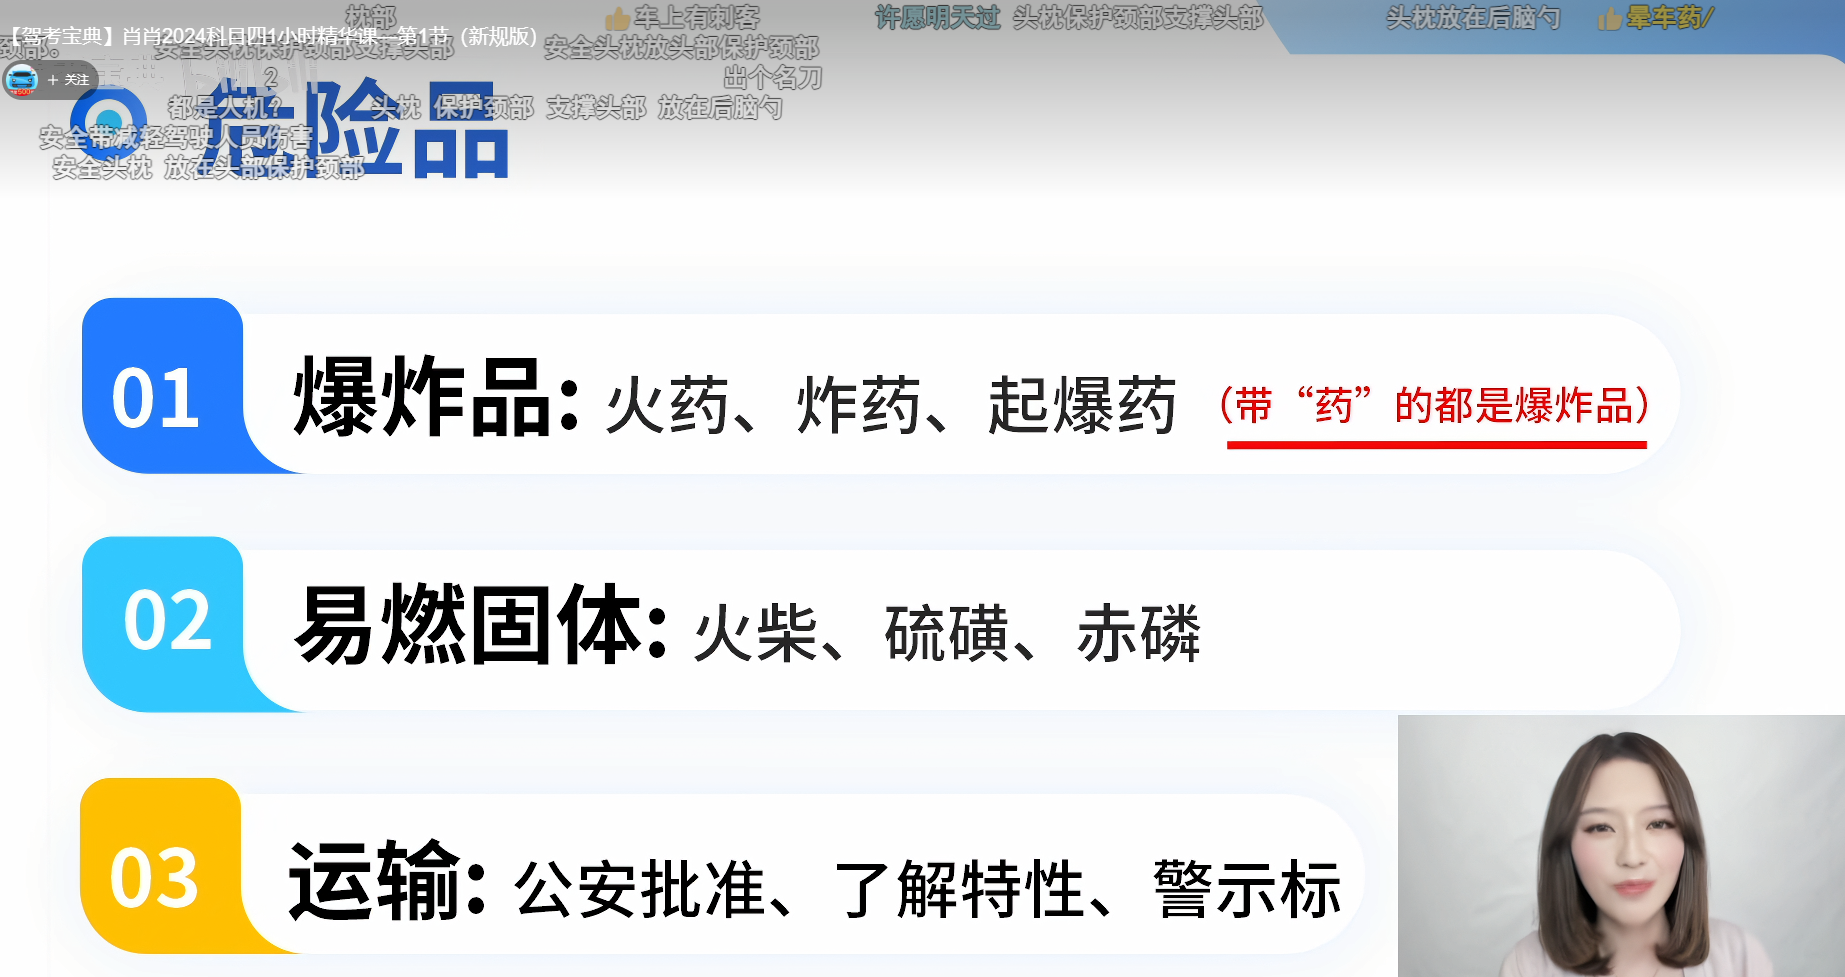 枕部
车上有刺客
许愿明天过
头枕保护颈部支撑头部
头枕放在后脑勺
晕车药/
【驾考宝典】肖肖2024科目四1小时精华课—第1节（新规版）
颈部。
安全头枕保护颈部支撑头部
安全头枕放头部保护颈部
+ 关注
2
出个名刀
都是人机？
头枕 保护颈部 支撑头部 放在后脑勺
危险品
安全带减轻驾驶人员伤害
安全头枕 放在头部保护颈部
01
爆炸品: 火药、炸药、起爆药（带“药”的都是爆炸品）
02
易燃固体: 火柴、硫磺、赤磷
03
运输: 公安批准、了解特性、警示标